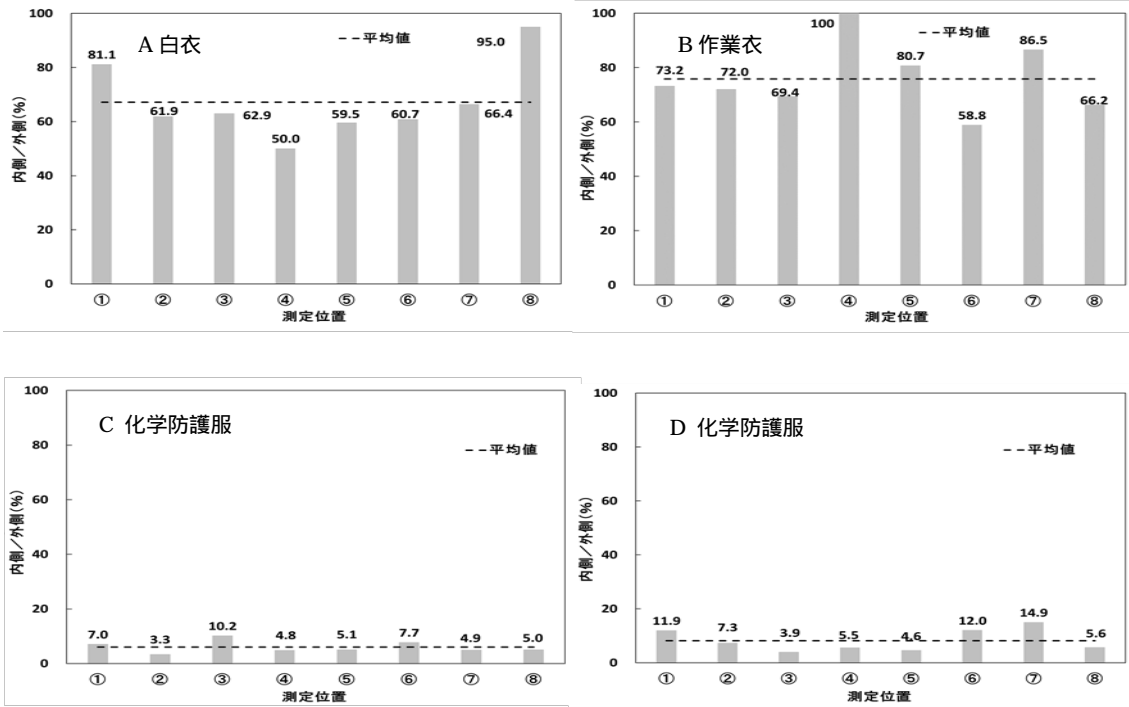 A 白衣
平均値
内側／外側(%)
100
80
60
40
20
0
81.1
61.9
62.9
50.0
59.5
60.7
66.4
95.0
① ② ③ ④ ⑤ ⑥ ⑦ ⑧
測定位置
B 作業衣
平均値
内側／外側(%)
100
80
60
40
20
0
73.2
72.0
69.4
100
80.7
58.8
86.5
66.2
① ② ③ ④ ⑤ ⑥ ⑦ ⑧
測定位置
C 化学防護服
平均値
内側／外側(%)
100
80
60
40
20
0
7.0
3.3
10.2
4.8
5.1
7.7
4.9
5.0
① ② ③ ④ ⑤ ⑥ ⑦ ⑧
測定位置
D 化学防護服
平均値
内側／外側(%)
100
80
60
40
20
0
11.9
7.3
3.9
5.5
4.6
12.0
14.9
5.6
① ② ③ ④ ⑤ ⑥ ⑦ ⑧
測定位置